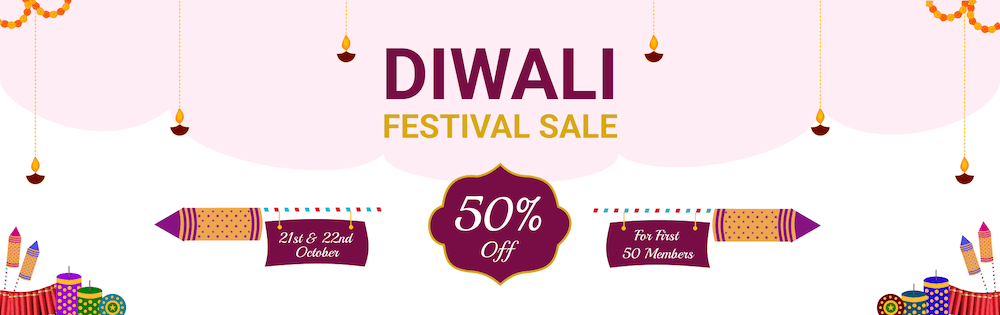 DIWALI
FESTIVAL SALE
50%
Off
21st & 22nd
October
For First
50 Members